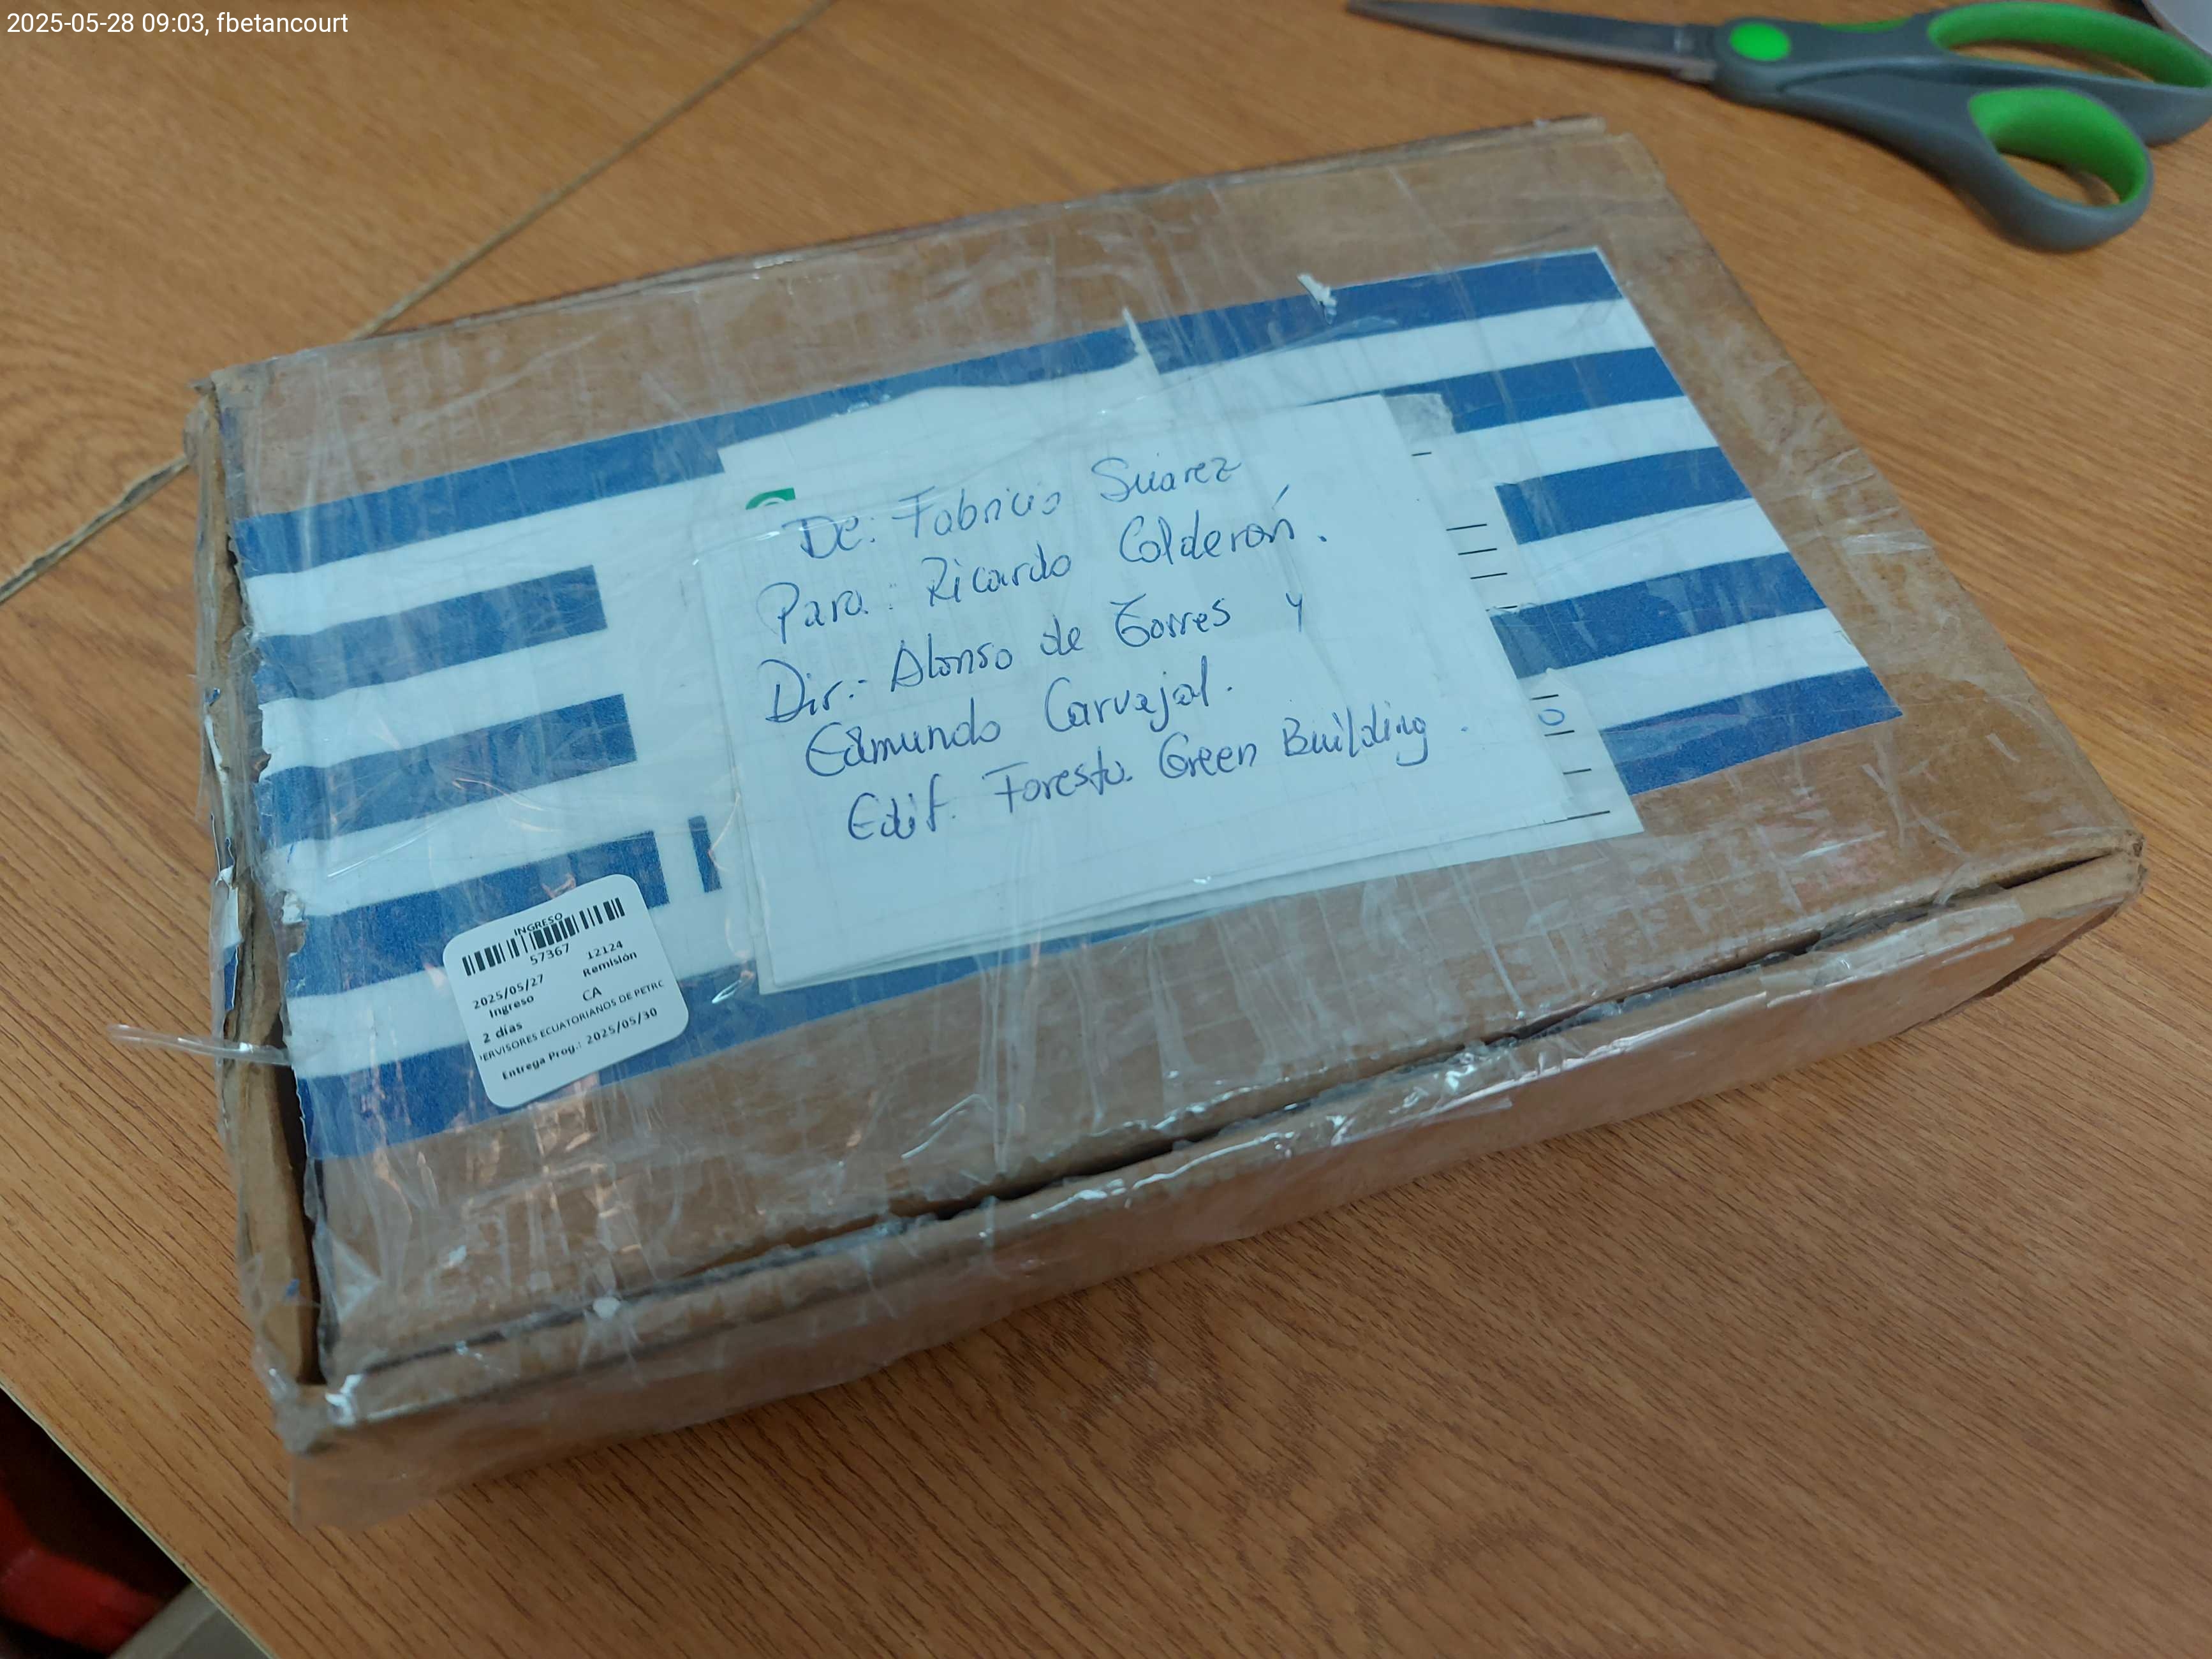 2025-05-28 09:03, fbetancourt
De: Fabricio Suarez
Para: Ricardo Calderón.
Dir.- Alonso de Torres y
Edmundo Carvajal.
Edif. Foresta Green Building.
INGRESO
57367
12124
2025/05/27
Remisión
Ingreso
CA
2 días
ERVISORES ECUATORIANOS DE PETRO
Entrega Prog.: 2025/05/30